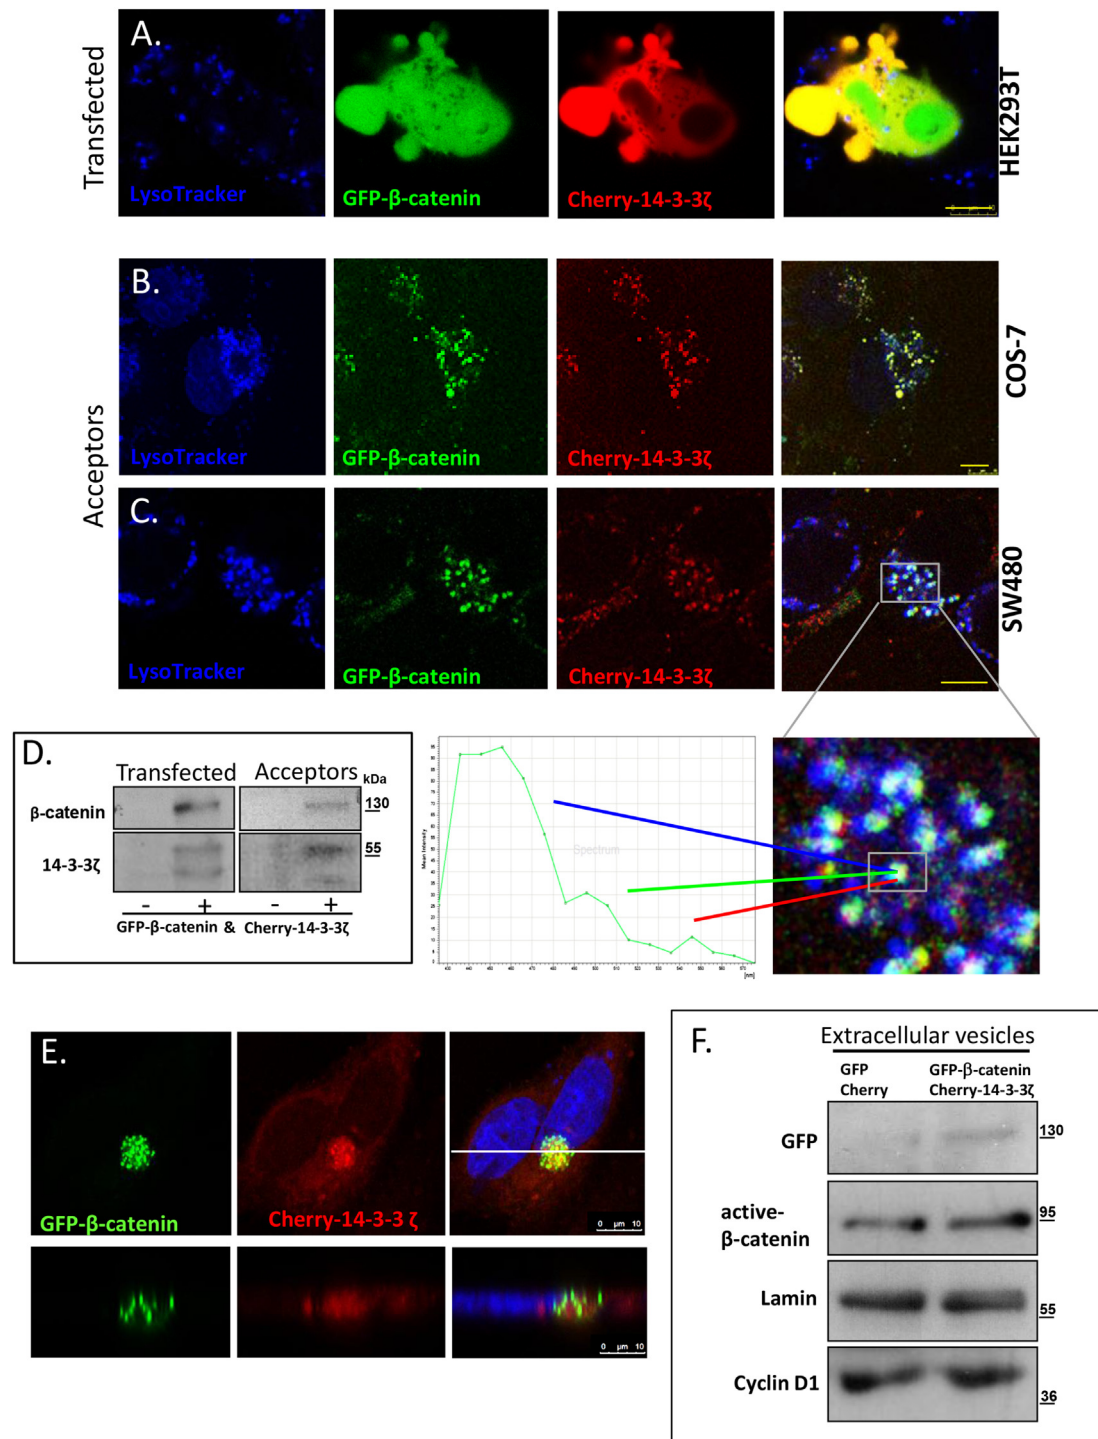 A.
Transfected
LysoTracker
GFP-β-catenin
Cherry-14-3-3ζ
HEK293T
B.
Acceptors
LysoTracker
GFP-β-catenin
Cherry-14-3-3ζ
COS-7
C.
LysoTracker
GFP-β-catenin
Cherry-14-3-3ζ
SW480
D.
Transfected
Acceptors
kDa
β-catenin
130
14-3-3ζ
55
- + - +
GFP-β-catenin & Cherry-14-3-3ζ
Mean Intensity
Spectrum
[nm]
E.
GFP-β-catenin
Cherry-14-3-3 ζ
0 µm 10
0 µm 10
F.
Extracellular vesicles
GFP
Cherry
GFP-β-catenin
Cherry-14-3-3ζ
GFP
130
active-
β-catenin
95
Lamin
55
Cyclin D1
36